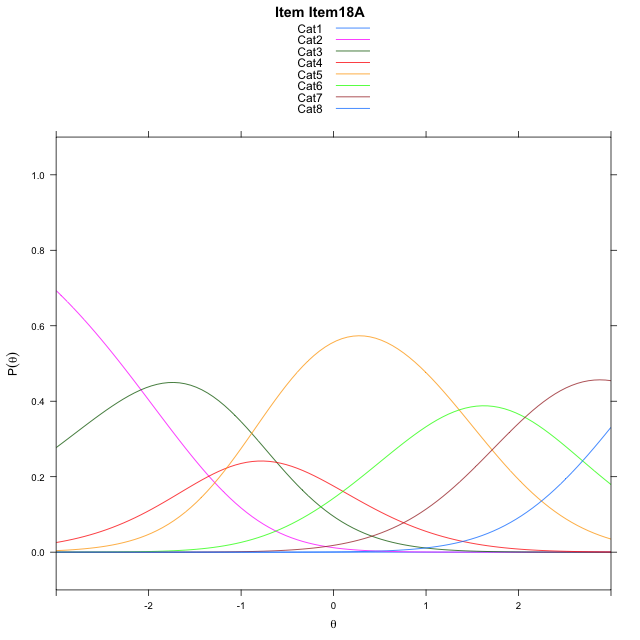 Item Item18A
Cat1
Cat2
Cat3
Cat4
Cat5
Cat6
Cat7
Cat8
1.0
0.8
0.6
0.4
0.2
0.0
P(θ)
-2 -1 0 1 2
θ